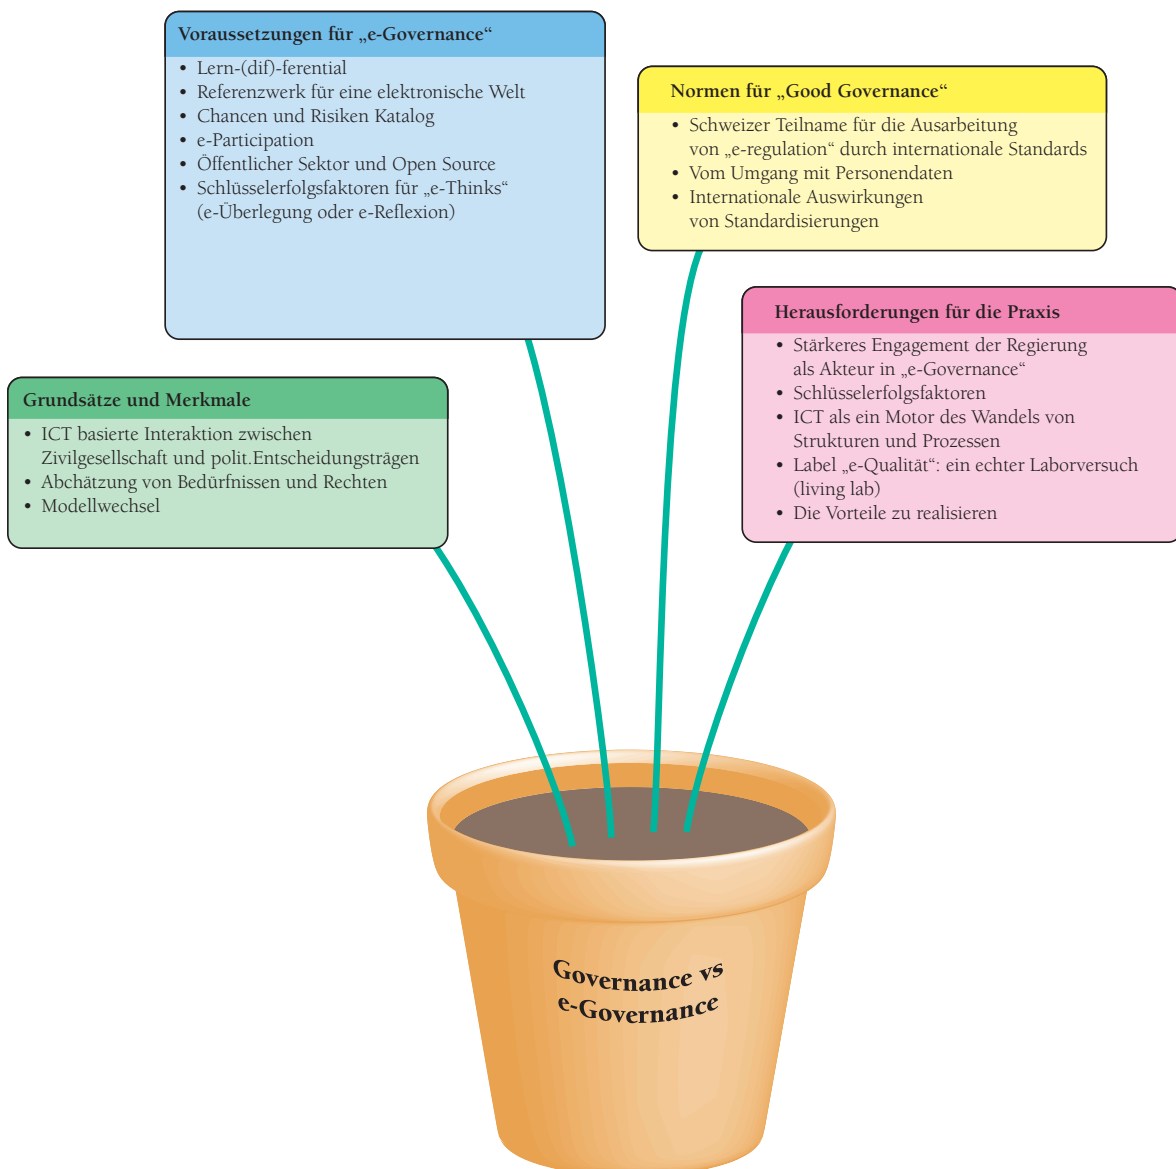 Voraussetzungen für „e-Governance“
• Lern-(dif)-ferential
• Referenzwerk für eine elektronische Welt
• Chancen und Risiken Katalog
• e-Participation
• Öffentlicher Sektor und Open Source
• Schlüsselerfolgsfaktoren für „e-Thinks“
(e-Überlegung oder e-Reflexion)
Normen für „Good Governance“
• Schweizer Teilname für die Ausarbeitung
von „e-regulation“ durch internationale Standards
• Vom Umgang mit Personendaten
• Internationale Auswirkungen
von Standardisierungen
Herausforderungen für die Praxis
• Stärkeres Engagement der Regierung
als Akteur in „e-Governance“
• Schlüsselerfolgsfaktoren
• ICT als ein Motor des Wandels von
Strukturen und Prozessen
• Label „e-Qualität“: ein echter Laborversuch
(living lab)
• Die Vorteile zu realisieren
Grundsätze und Merkmale
• ICT basierte Interaktion zwischen
Zivilgesellschaft und polit.Entscheidungsträgen
• Abchätzung von Bedürfnissen und Rechten
• Modellwechsel
Governance vs
e-Governance